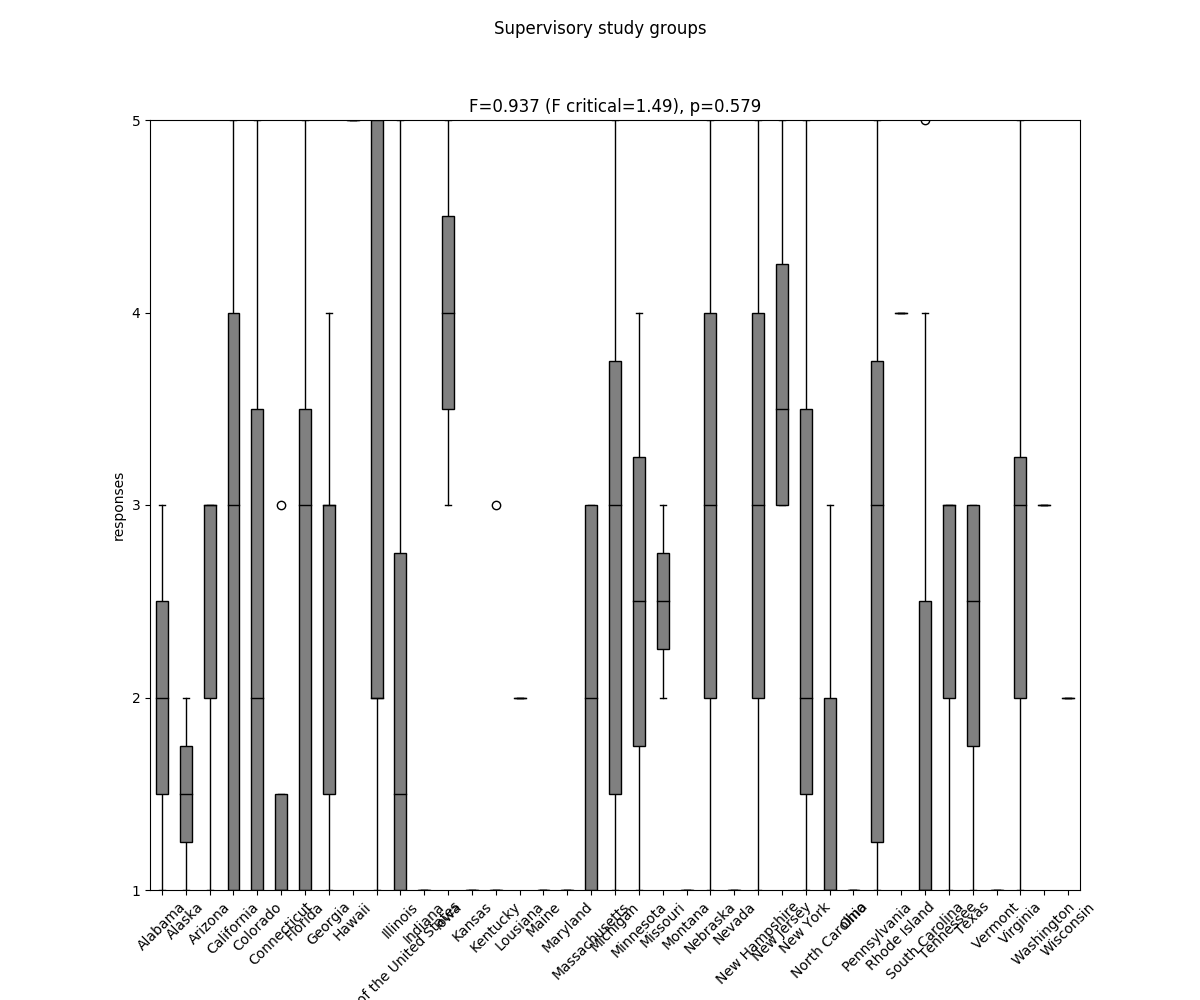 Supervisory study groups
F=0.937 (F critical=1.49), p=0.579
5
4
3
2
1
responses
Alabama
Alaska
Arizona
California
Colorado
Connecticut
Florida
Georgia
Hawaii
of the United States
Illinois
Indiana
Iowa
Kansas
Kentucky
Lousiana
Maine
Maryland
Massachusetts
Michigan
Minnesota
Missouri
Montana
Nebraska
Nevada
New Hampshire
New Jersey
New York
North Carolina
Ohio
Pennsylvania
Rhode Island
South Carolina
Tennessee
Texas
Vermont
Virginia
Washington
Wisconsin